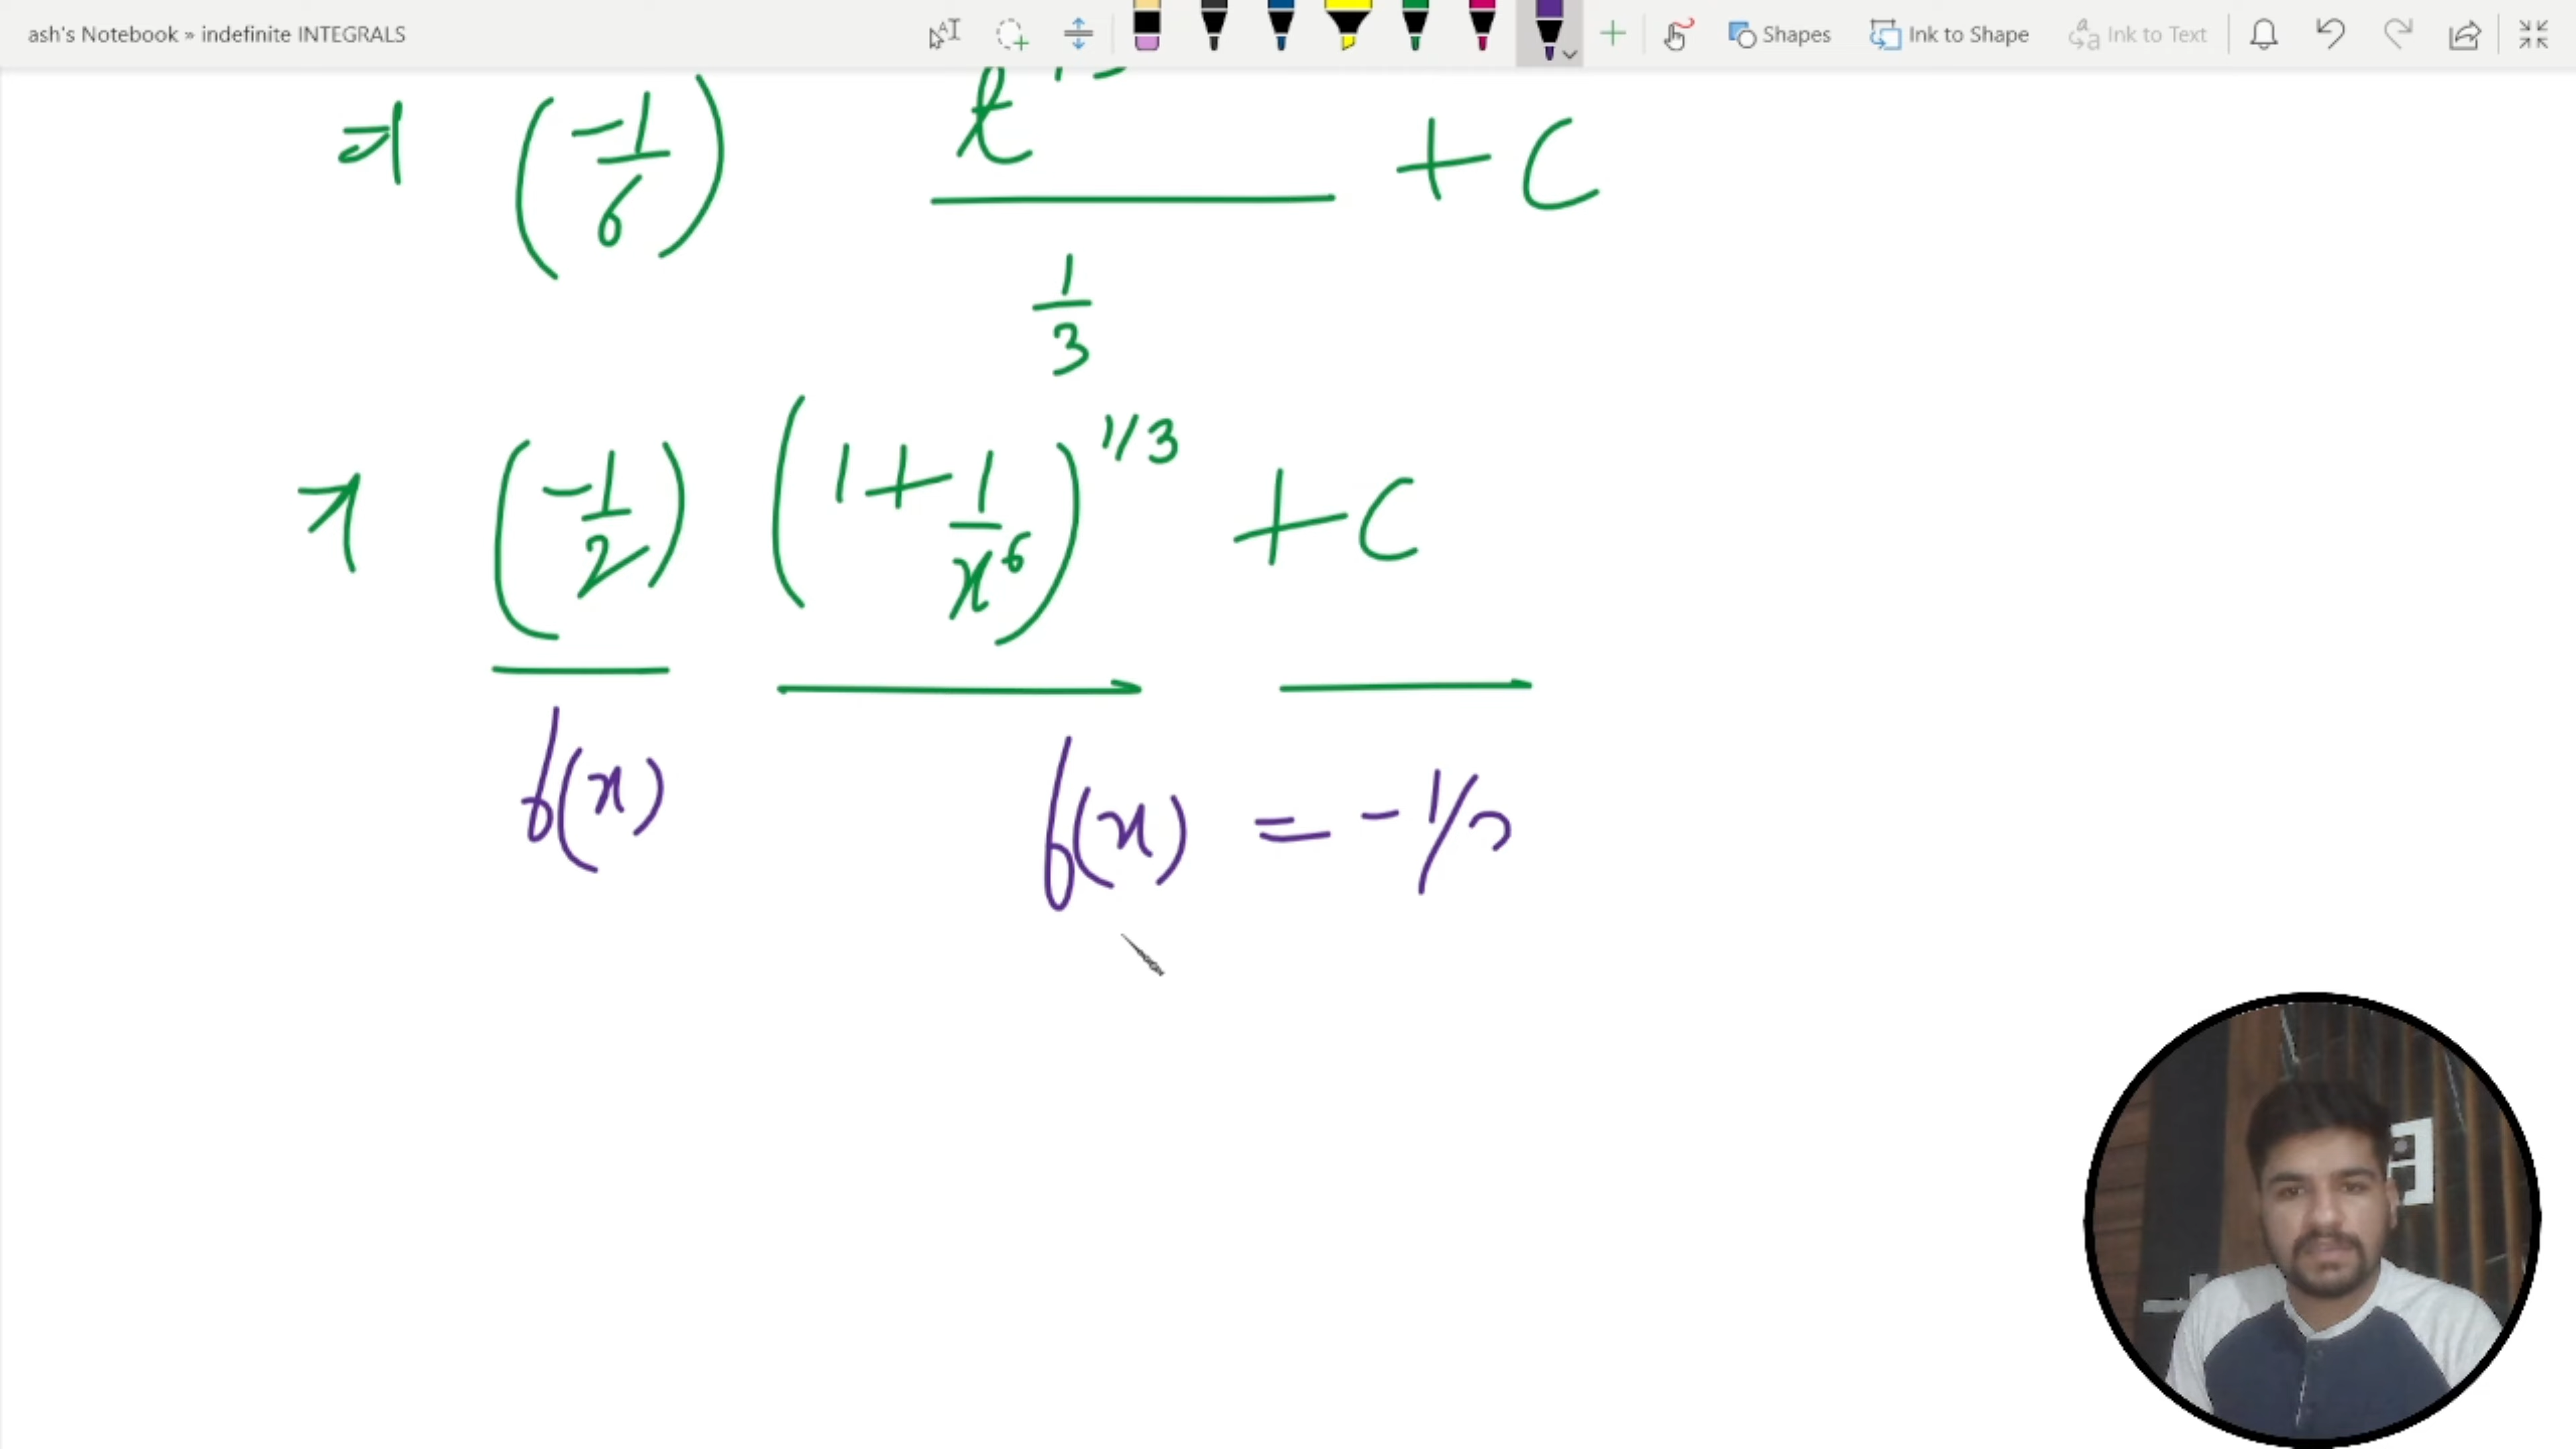 ash's Notebook » indefinite INTEGRALS
Shapes
Ink to Shape
Ink to Text
(-1/6) t / (1/3) + C
(-1/2) (1 + 1/x⁶)^1/3 + C
f(x)
f(x) = -1/2